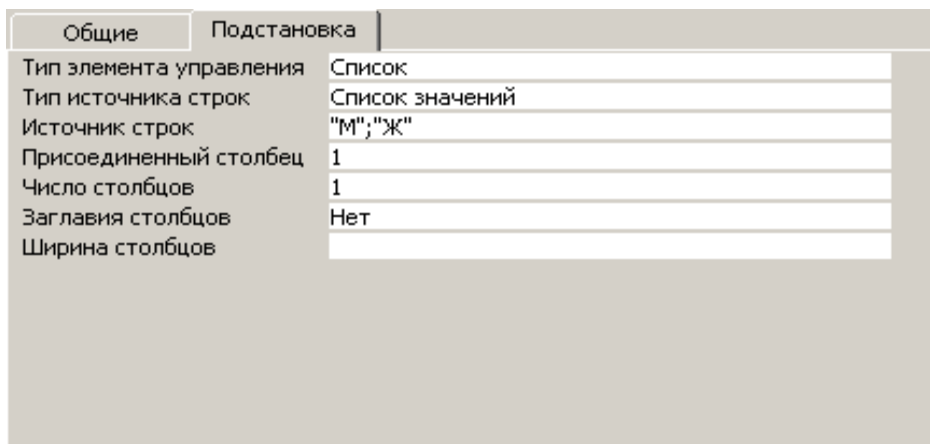 Общие Подстановка
Тип элемента управления Список
Тип источника строк Список значений
Источник строк "М";"Ж"
Присоединенный столбец 1
Число столбцов 1
Заглавия столбцов Нет
Ширина столбцов